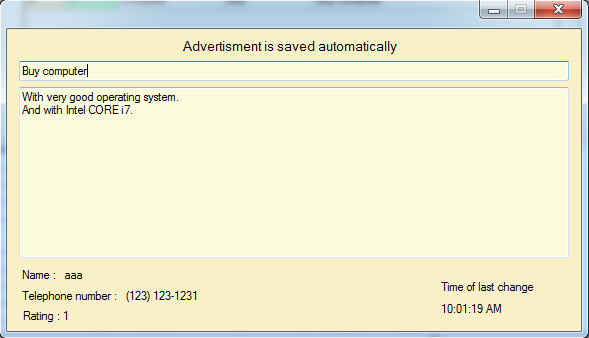 Advertisment is saved automatically
Buy computer
With very good operating system.
And with Intel CORE i7.
Name : aaa
Telephone number : (123) 123-1231
Rating : 1
Time of last change
10:01:19 AM